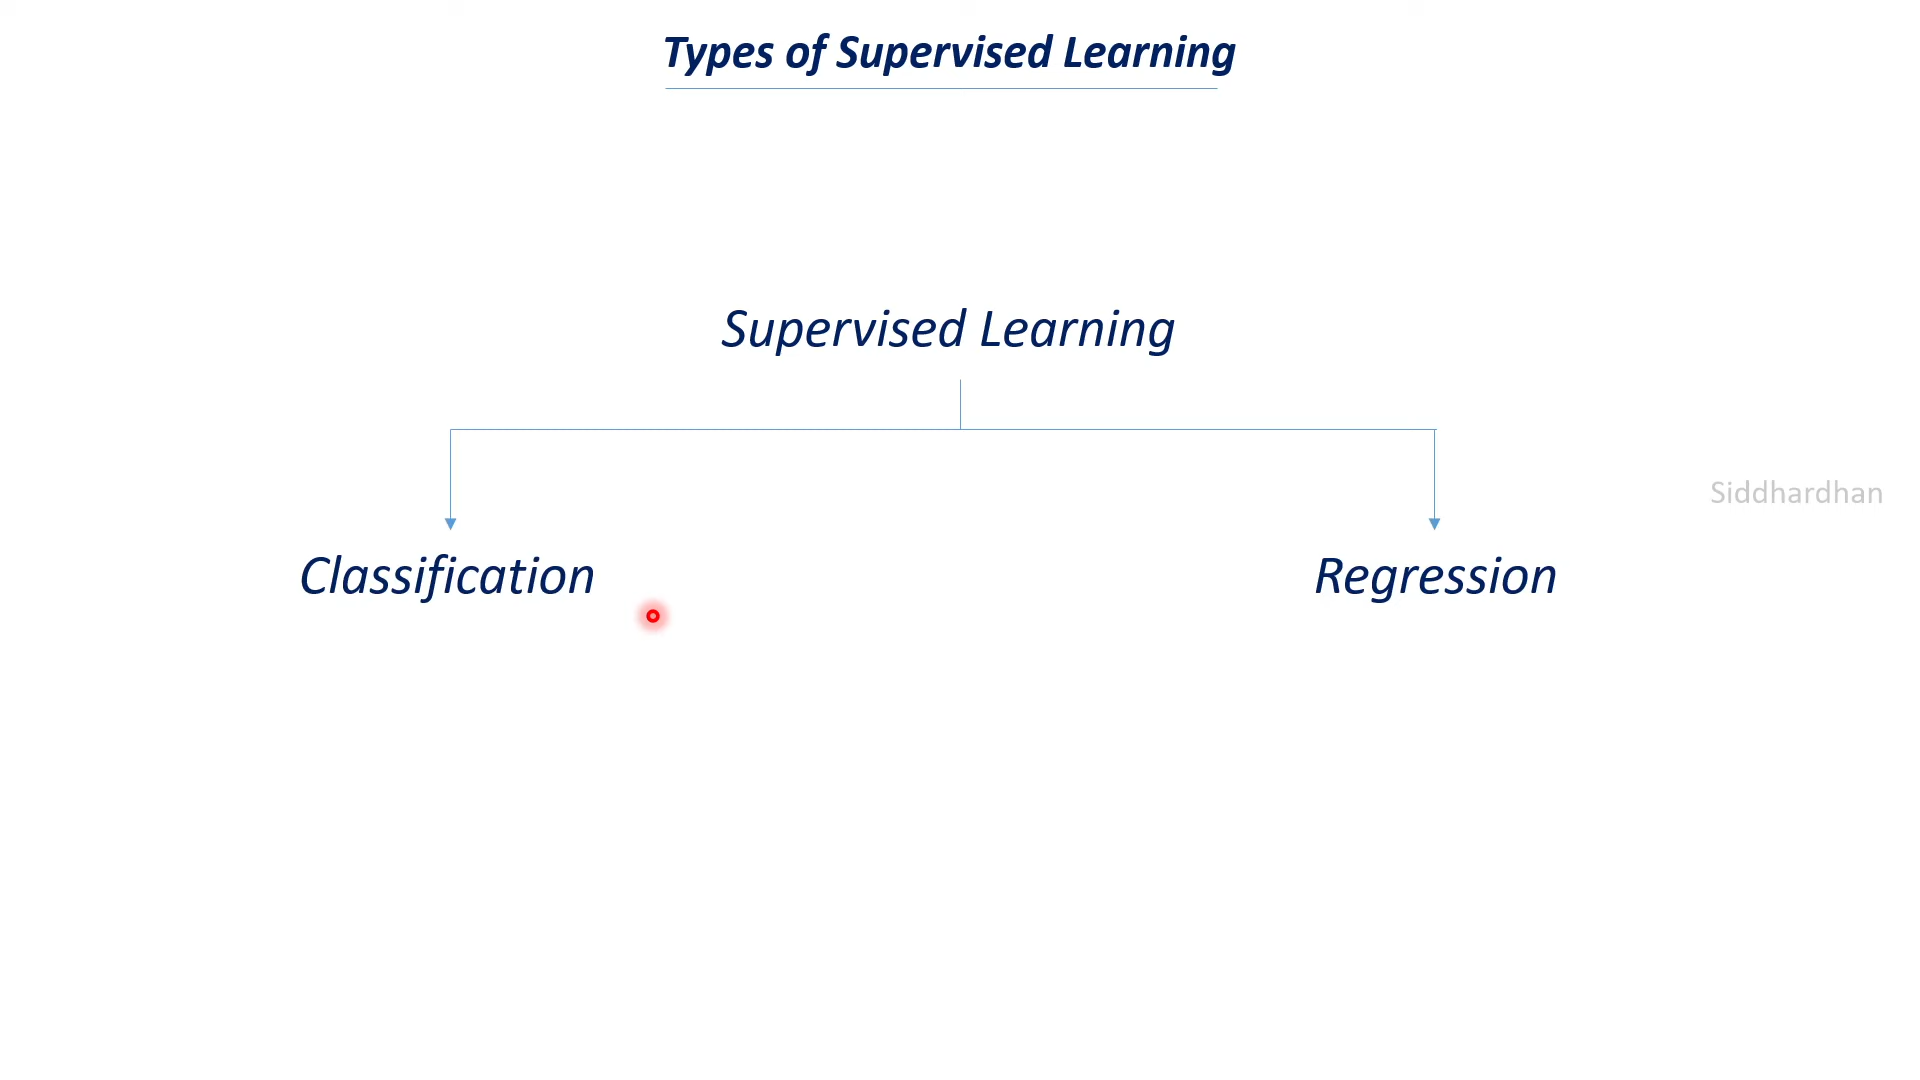 Types of Supervised Learning
Supervised Learning
Siddhardhan
Classification
Regression